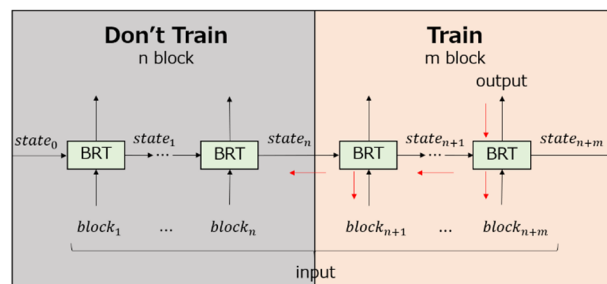 Don't Train Train
n block m block
output
state₀ state₁ stateₙ stateₙ₊₁ stateₙ₊ₘ
BRT ... BRT BRT ... BRT
block₁ ... blockₙ blockₙ₊₁ ... blockₙ₊ₘ
input